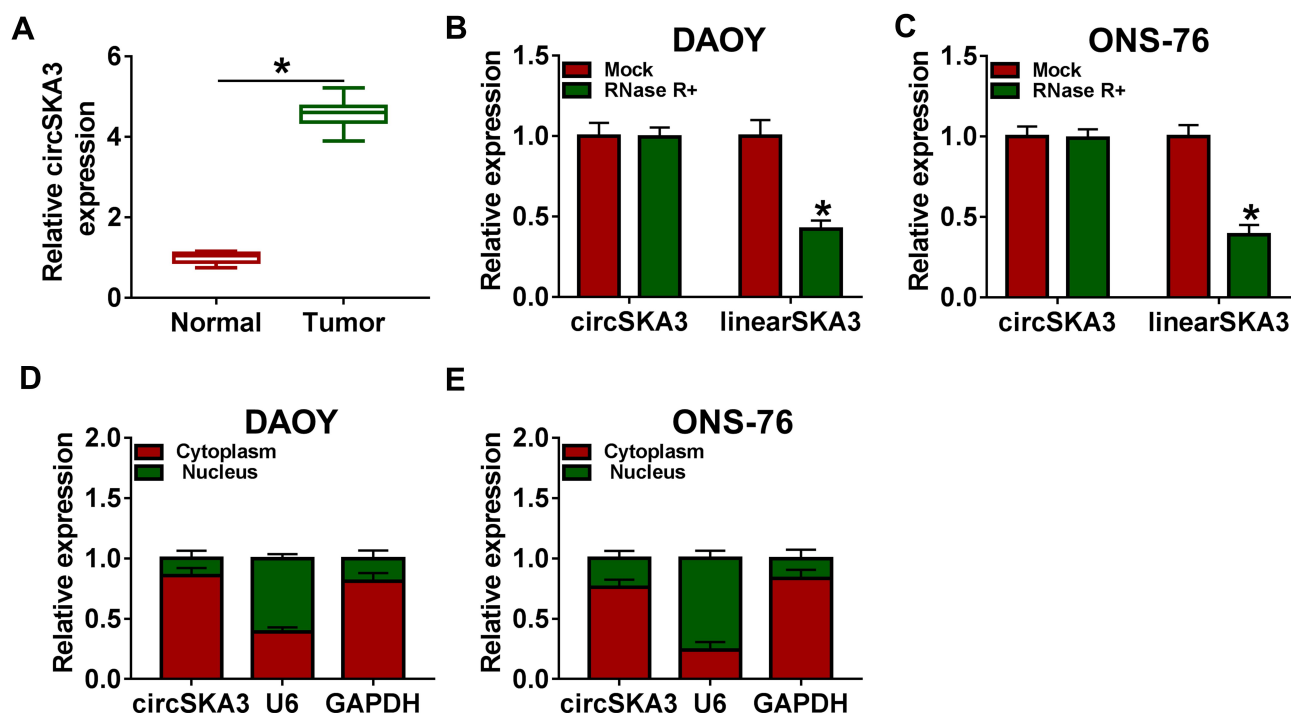 A
Relative circSKA3
expression
6
4
2
0
*
Normal Tumor
B
DAOY
Relative expression
1.5
1.0
0.5
0.0
Mock
RNase R+
*
circSKA3 linearSKA3
C
ONS-76
Relative expression
1.5
1.0
0.5
0.0
Mock
RNase R+
*
circSKA3 linearSKA3
D
DAOY
Relative expression
2.0
1.5
1.0
0.5
0.0
Cytoplasm
Nucleus
circSKA3 U6 GAPDH
E
ONS-76
Relative expression
2.0
1.5
1.0
0.5
0.0
Cytoplasm
Nucleus
circSKA3 U6 GAPDH